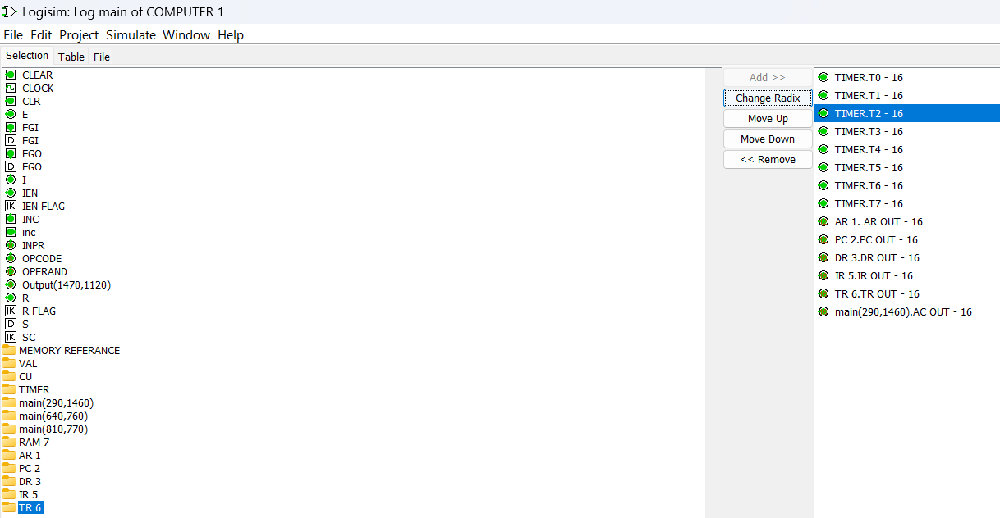 Logisim: Log main of COMPUTER 1
File Edit Project Simulate Window Help
Selection Table File
CLEAR
CLOCK
CLR
E
FGI
D FGI
FGO
D FGO
I
IEN
JK IEN FLAG
INC
inc
INPR
OPCODE
OPERAND
Output(1470,1120)
R
JK R FLAG
D S
JK SC
MEMORY REFERANCE
VAL
CU
TIMER
main(290,1460)
main(640,760)
main(810,770)
RAM 7
AR 1
PC 2
DR 3
IR 5
TR 6
Add >>
Change Radix
Move Up
Move Down
<< Remove
TIMER.T0 - 16
TIMER.T1 - 16
TIMER.T2 - 16
TIMER.T3 - 16
TIMER.T4 - 16
TIMER.T5 - 16
TIMER.T6 - 16
TIMER.T7 - 16
AR 1. AR OUT - 16
PC 2.PC OUT - 16
DR 3.DR OUT - 16
IR 5.IR OUT - 16
TR 6.TR OUT - 16
main(290,1460).AC OUT - 16